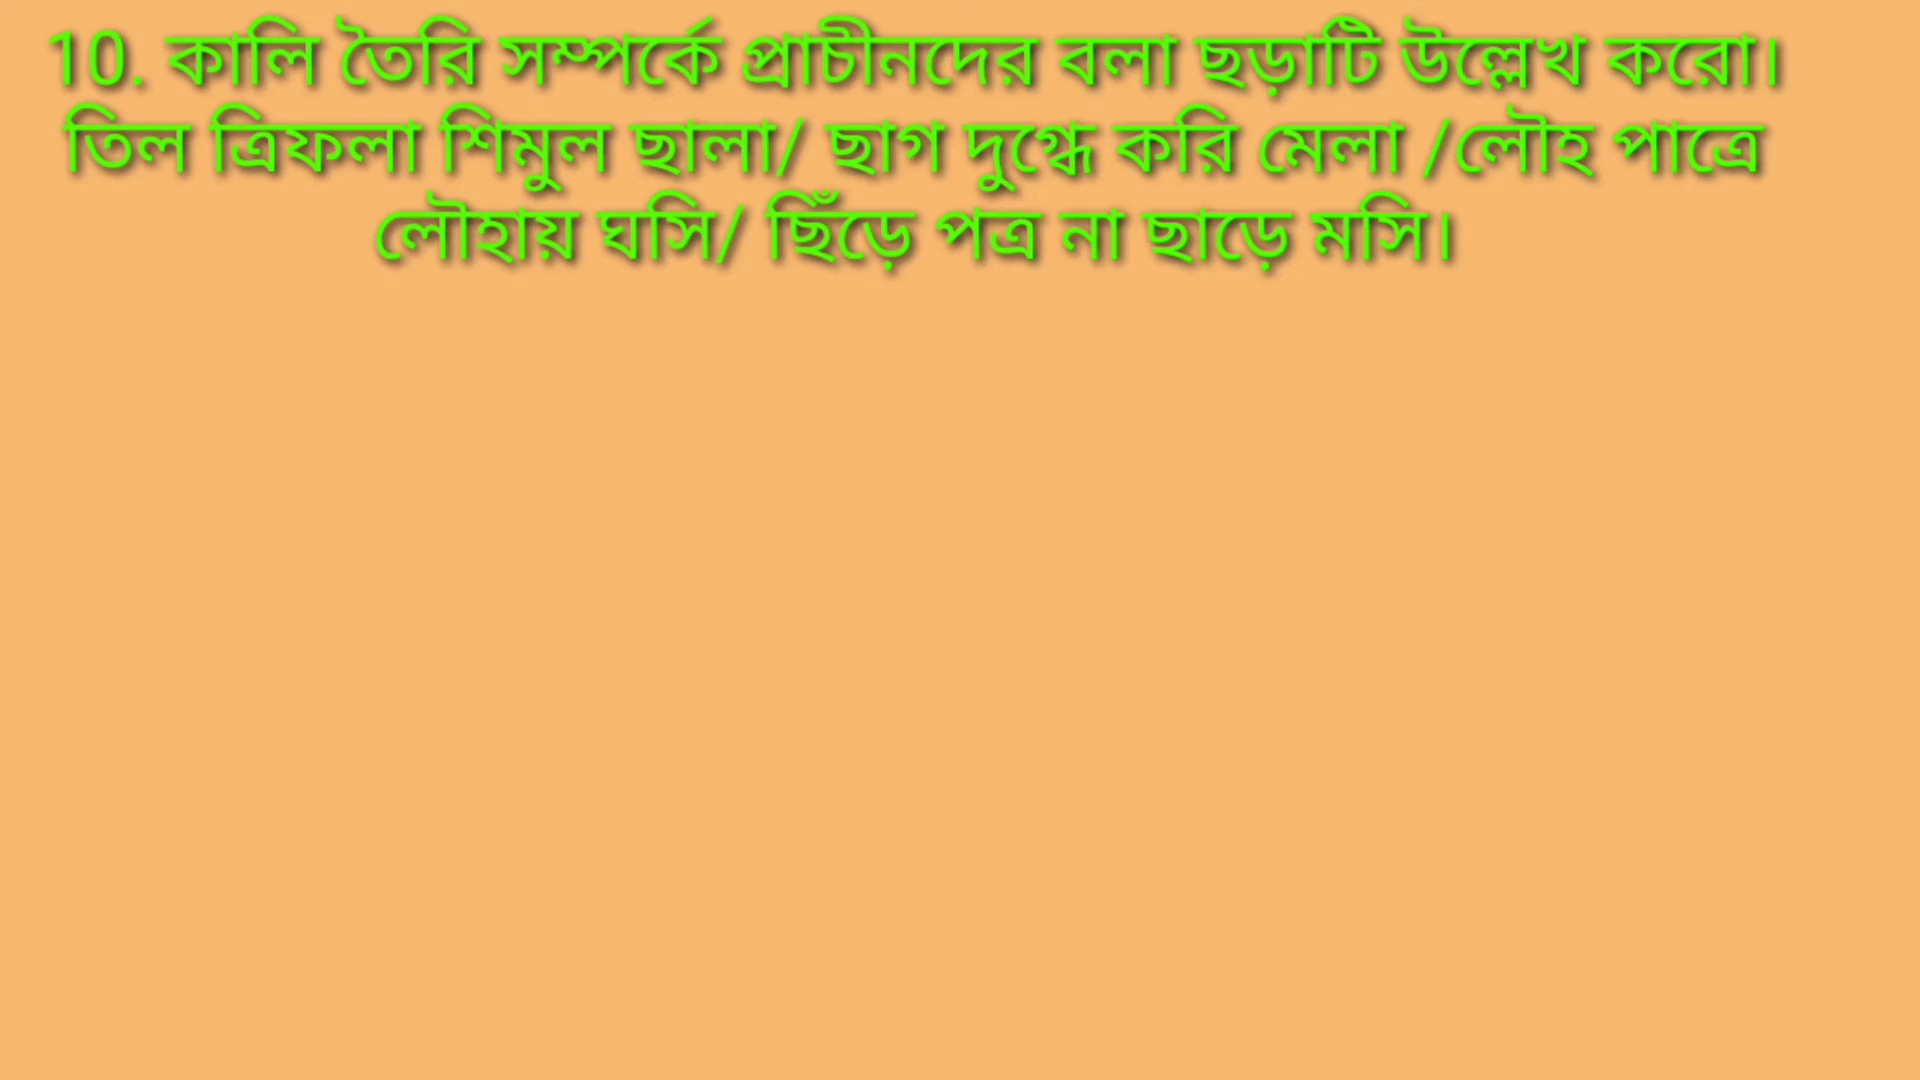 10. কালি তৈরি সম্পর্কে প্রাচীনদের বলা ছড়াটি উল্লেখ করো।
তিল ত্রিফলা শিমুল ছালা/ ছাগ দুগ্ধে করি মেলা /লৌহ পাত্রে
লৌহায় ঘসি/ ছিঁড়ে পত্র না ছাড়ে মসি।